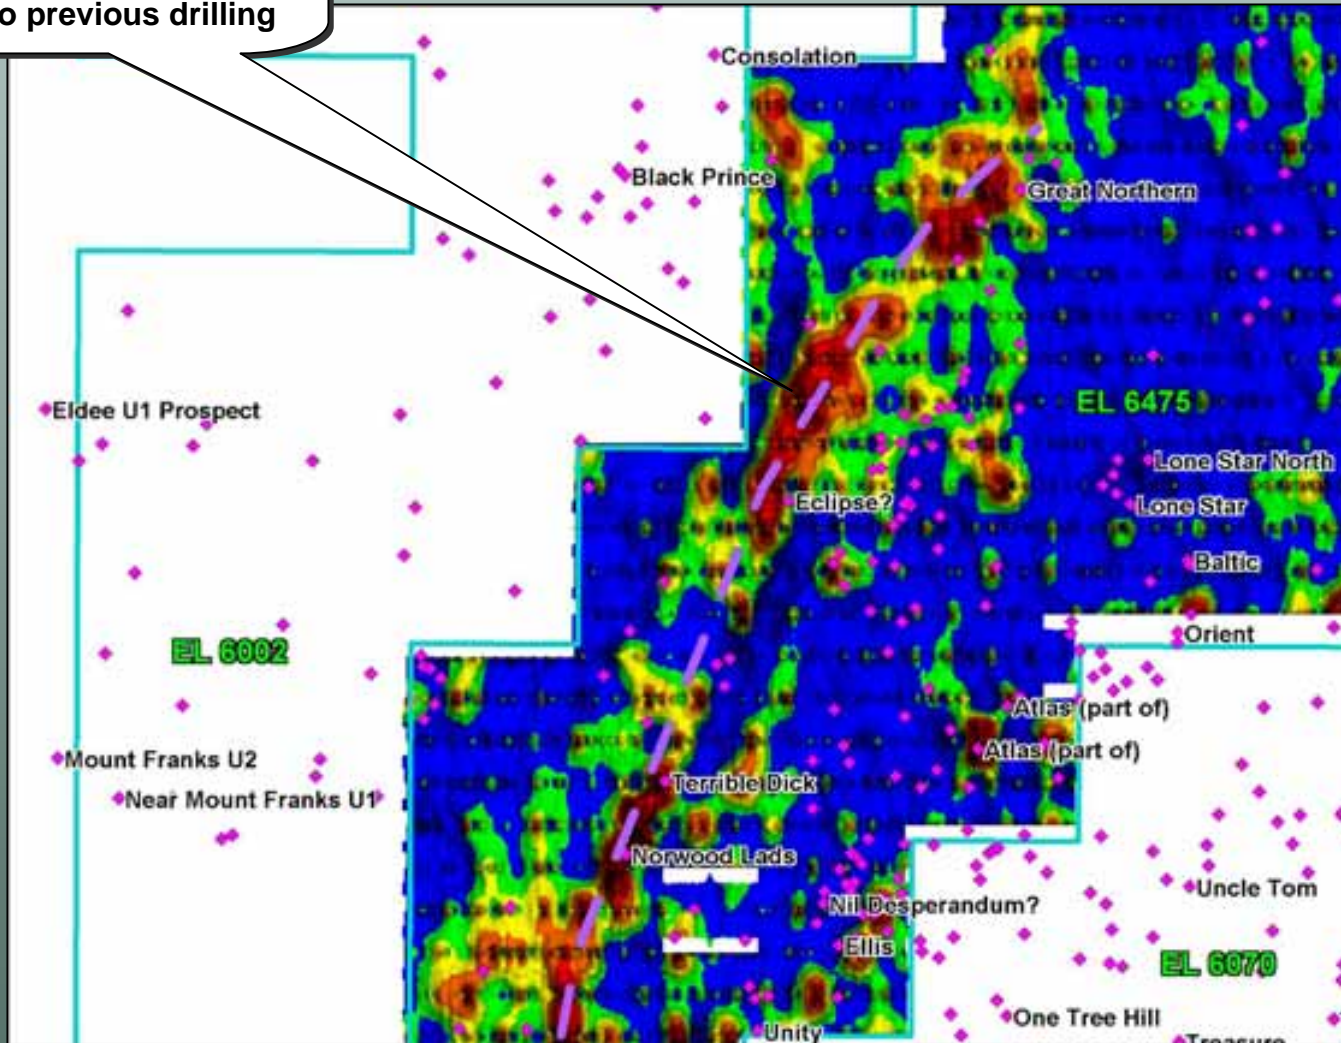 o previous drilling
Consolation
Black Prince
Great Northern
Eldee U1 Prospect
EL 6475
Lone Star North
Eclipse?
Lone Star
Baltic
Orient
EL 6002
Atlas (part of)
Atlas (part of)
Mount Franks U2
Terrible Dick
Near Mount Franks U1
Norwood Lads
Uncle Tom
Nil Desperandum?
Ellis
EL 6070
One Tree Hill
Unity
Treasure